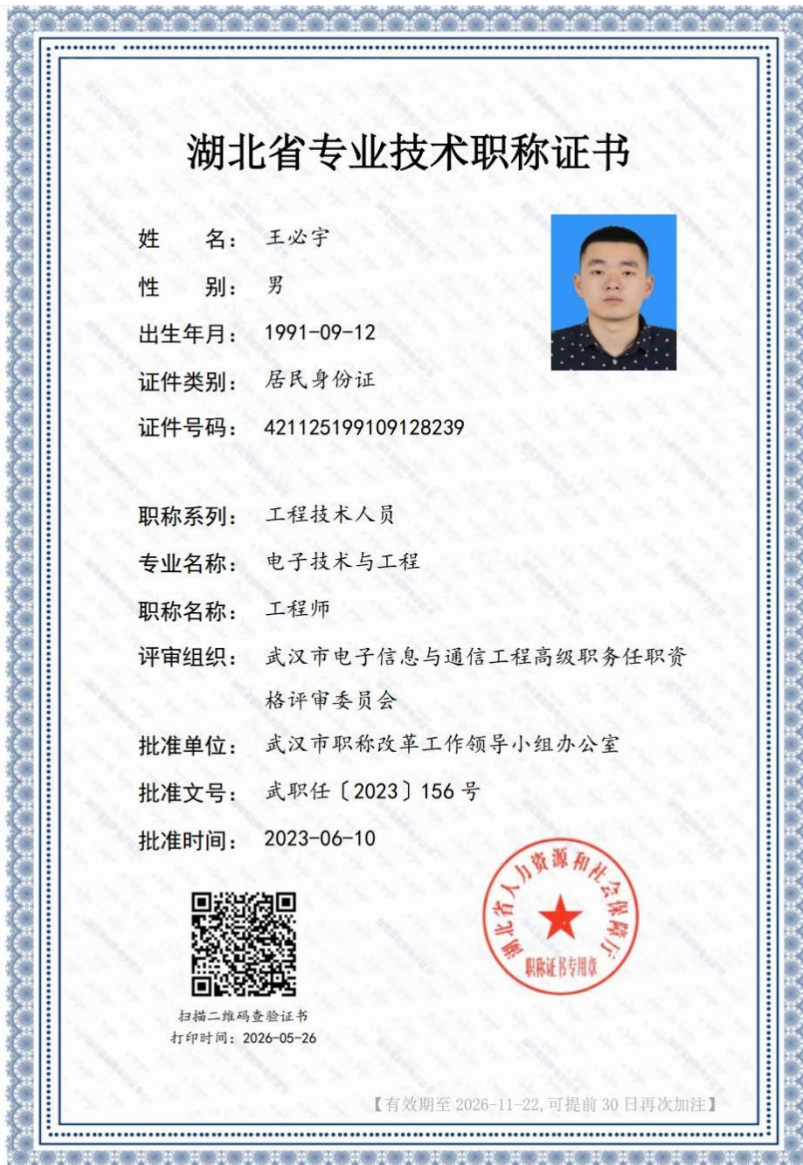 湖北省专业技术职称证书
姓 名： 王必宇
性 别： 男
出生年月： 1991-09-12
证件类别： 居民身份证
证件号码： 421125199109128239
职称系列： 工程技术人员
专业名称： 电子技术与工程
职称名称： 工程师
评审组织： 武汉市电子信息与通信工程高级职务任职资
格评审委员会
批准单位： 武汉市职称改革工作领导小组办公室
批准文号： 武职任〔2023〕156 号
批准时间： 2023-06-10
湖北省人力资源和社会保障厅
职称证书专用章
扫描二维码查验证书
打印时间：2026-05-26
【有效期至 2026-11-22,可提前 30 日再次加注】